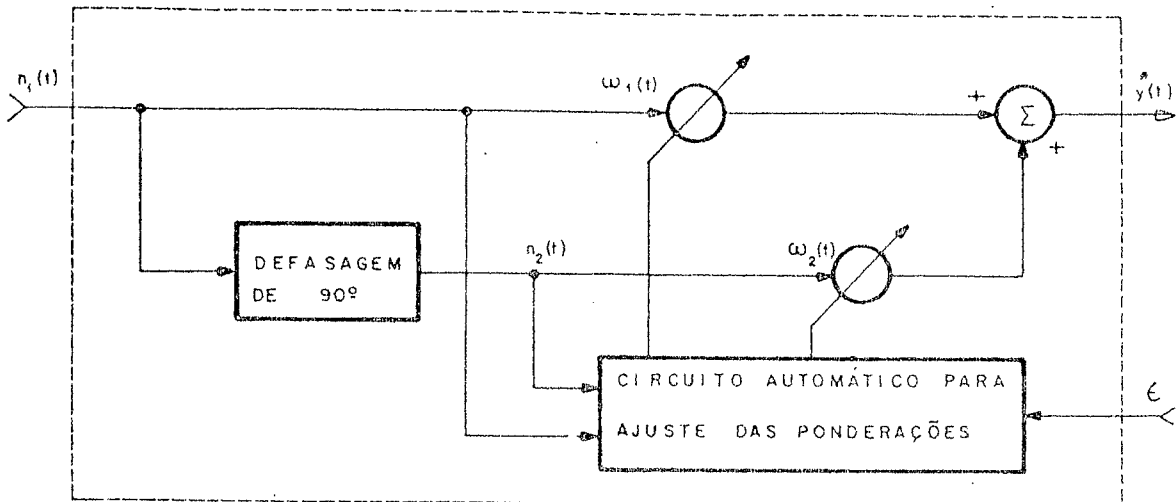 n₁(t)
ω₁(t)
+
Σ
ŷ(t)
+
DEFASAGEM
DE 90º
n₂(t)
ω₂(t)
CIRCUITO AUTOMÁTICO PARA
AJUSTE DAS PONDERAÇÕES
ϵ